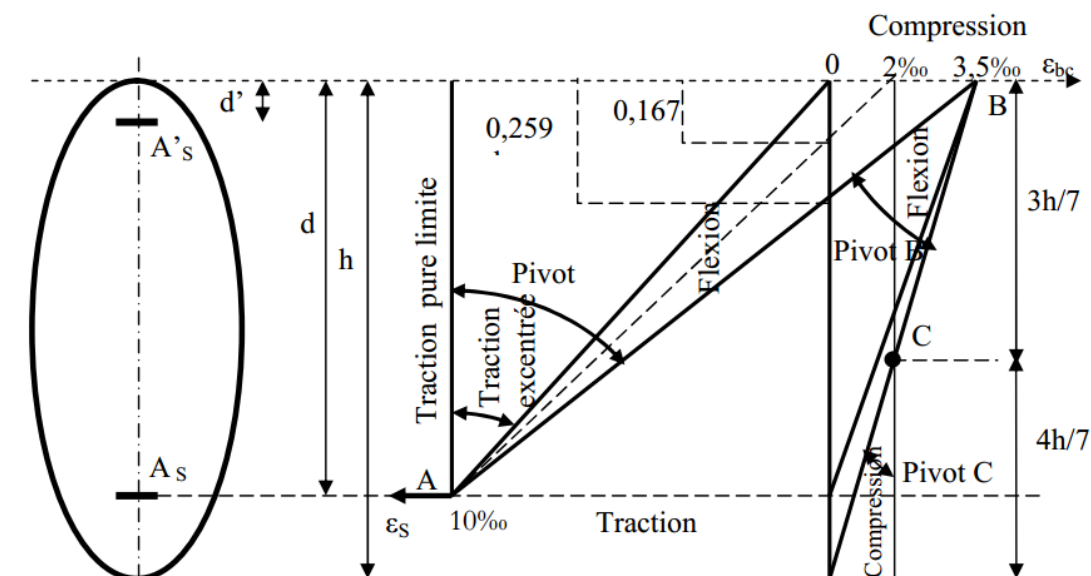 Compression
0
2‰
3,5‰
εbc
B
d'
A'S
0,259
0,167
Flexion
3h/7
d
h
Pivot
Flexion
Pivot B
Traction pure limite
Traction
excentrée
C
4h/7
AS
A
Compression
Pivot C
εS
10‰
Traction